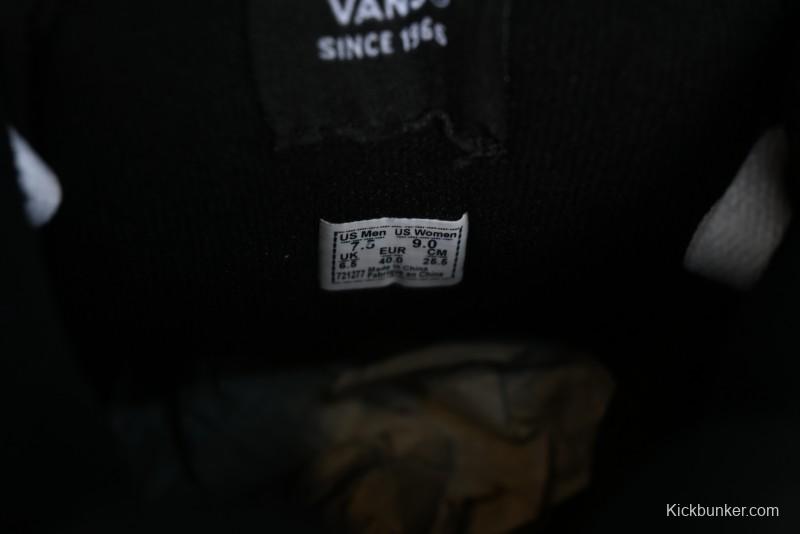 VANS
SINCE 1966
US Men US Women
7.5 9.0
UK EUR CM
6.5 40.0 25.5
721277 Made in China
Fabriqué en Chine
Kickbunker.com